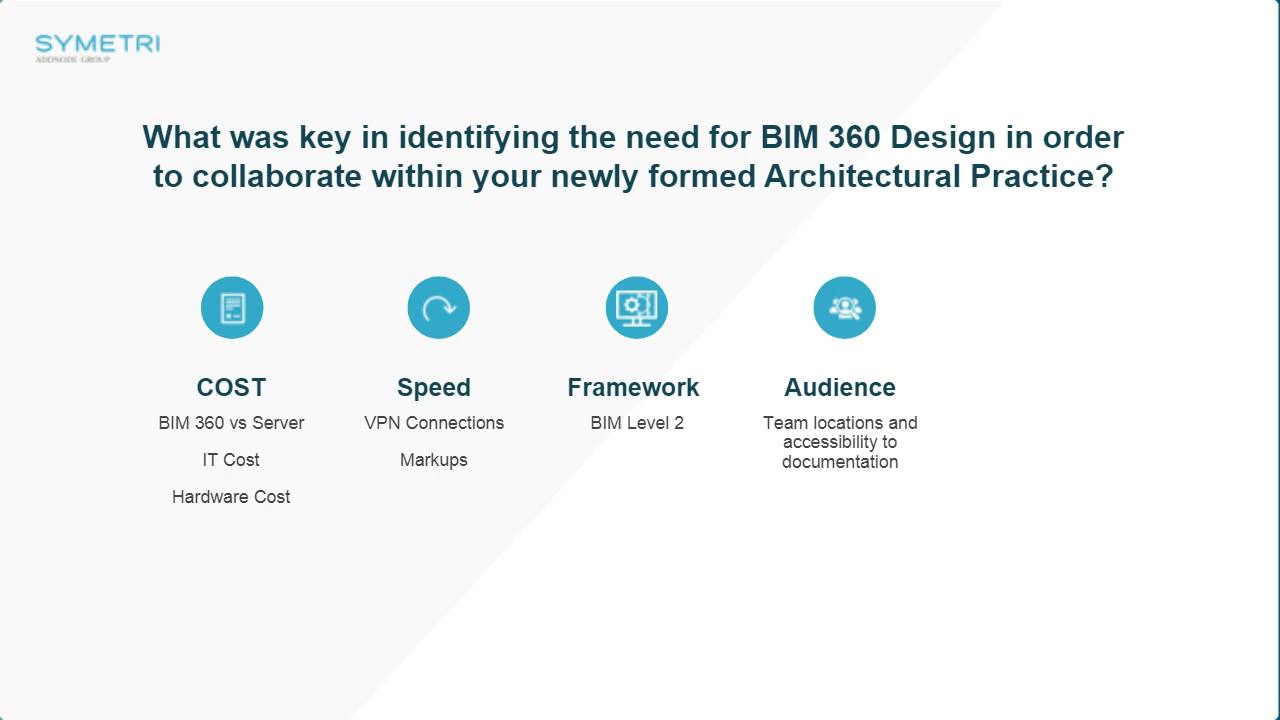 SYMETRI
ADDNODE GROUP
What was key in identifying the need for BIM 360 Design in order
to collaborate within your newly formed Architectural Practice?
COST
BIM 360 vs Server
IT Cost
Hardware Cost
Speed
VPN Connections
Markups
Framework
BIM Level 2
Audience
Team locations and
accessibility to
documentation